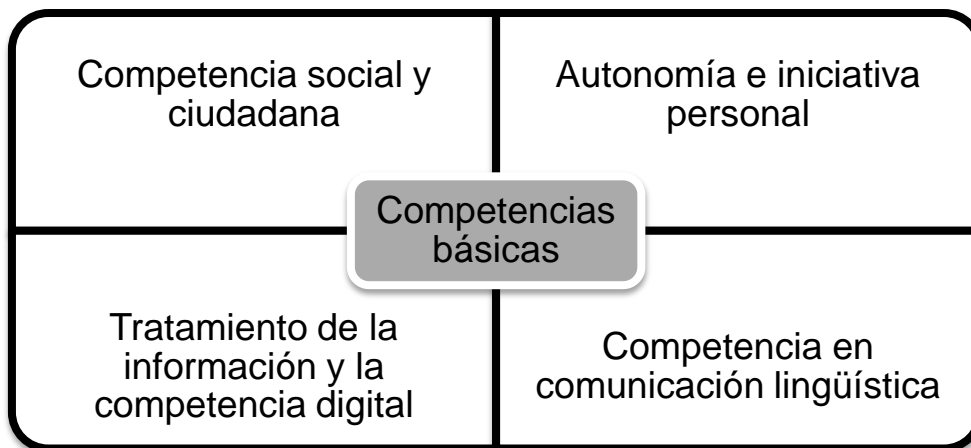 Competencia social y
ciudadana
Autonomía e iniciativa
personal
Competencias
básicas
Tratamiento de la
información y la
competencia digital
Competencia en
comunicación lingüística